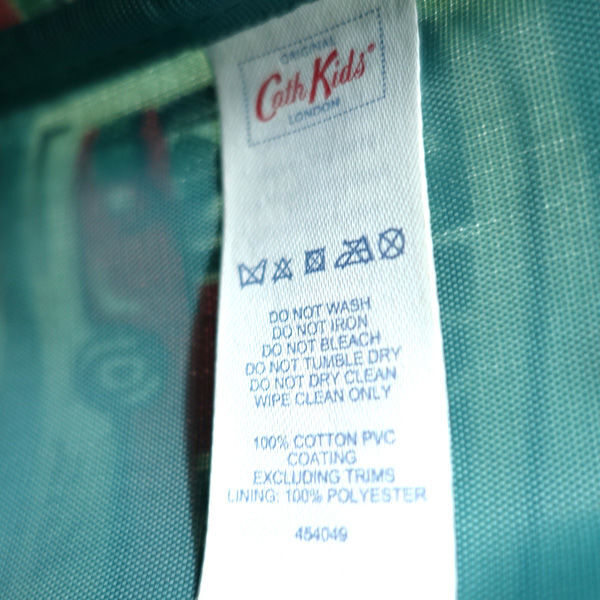 ORIGINAL
Cath Kids®
LONDON
DO NOT WASH
DO NOT IRON
DO NOT BLEACH
DO NOT TUMBLE DRY
DO NOT DRY CLEAN
WIPE CLEAN ONLY
100% COTTON PVC
COATING
EXCLUDING TRIMS
LINING: 100% POLYESTER
454049